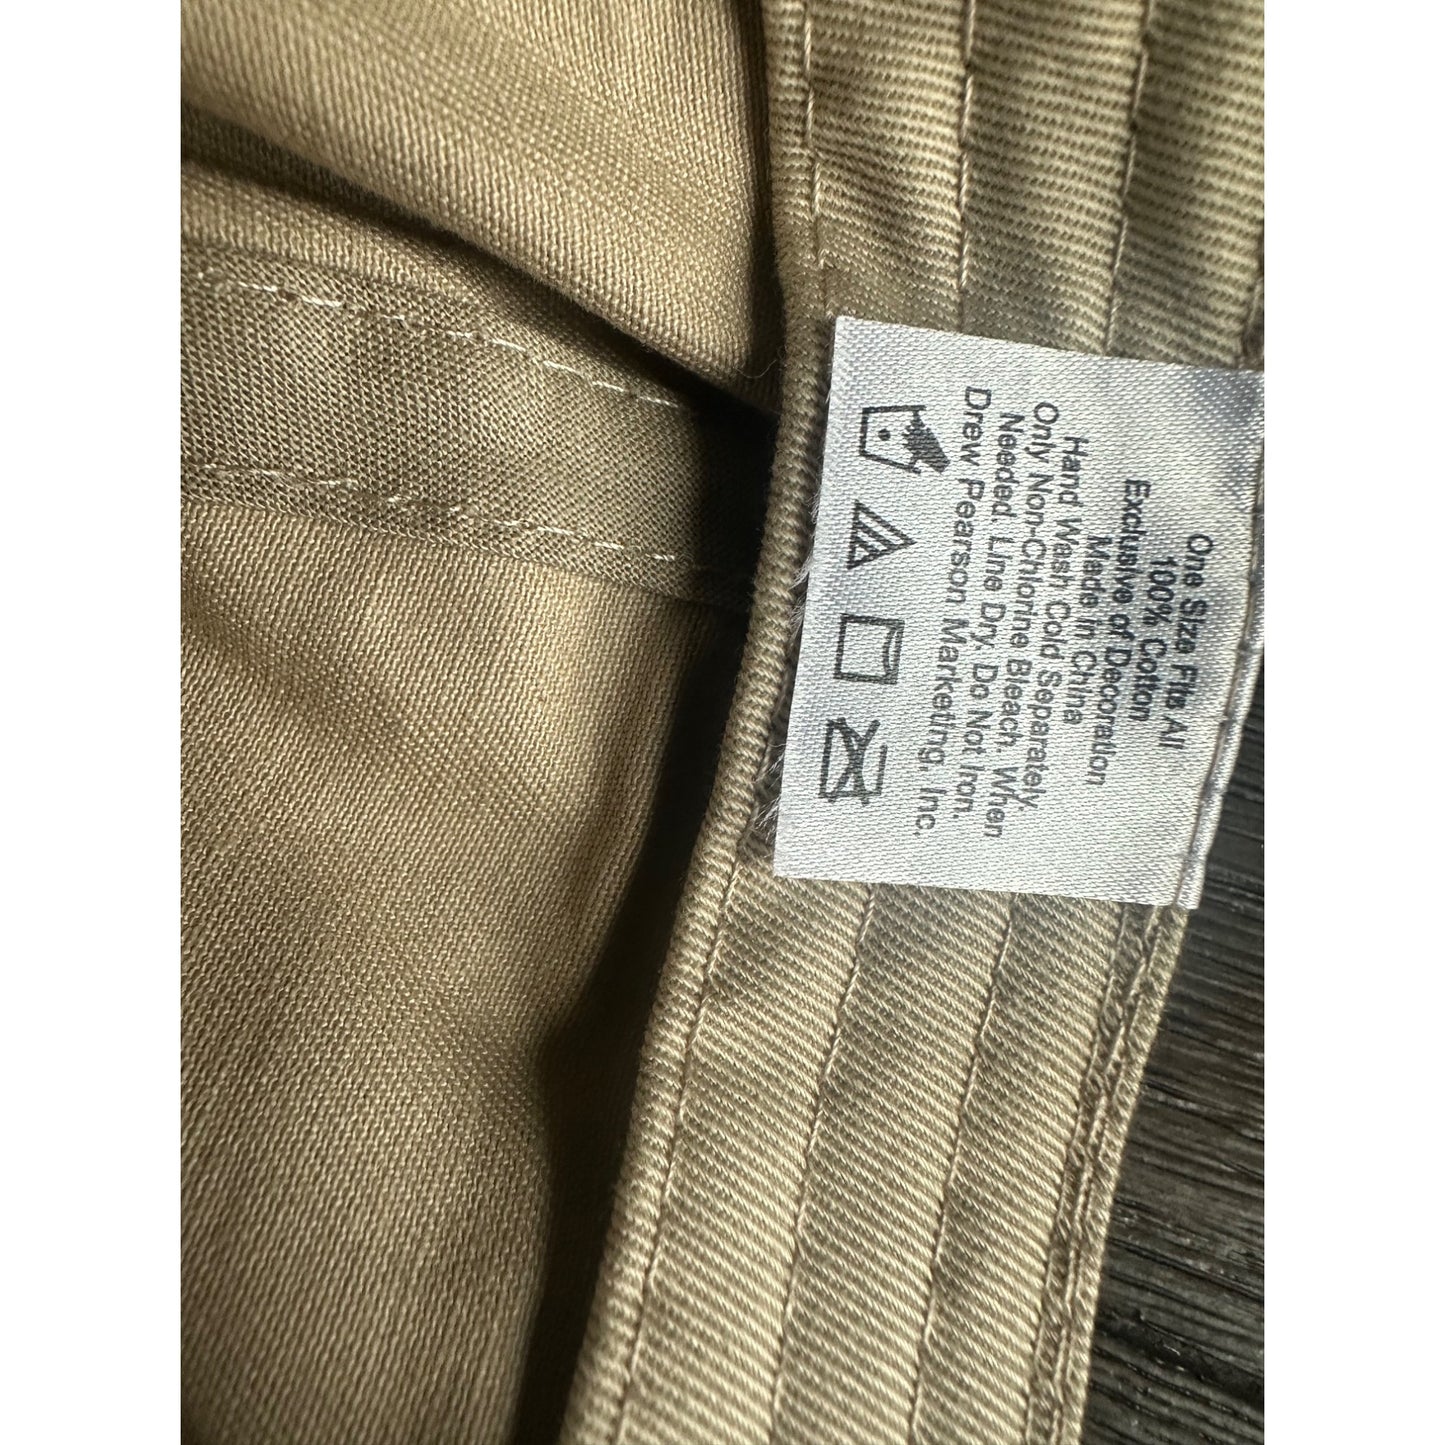 One Size Fits All
100% Cotton
Exclusive of Decoration
Made in China
Hand Wash Cold Separately,
Only Non-Chlorine Bleach, When
Needed. Line Dry, Do Not Iron.
Drew Pearson Marketing, Inc.